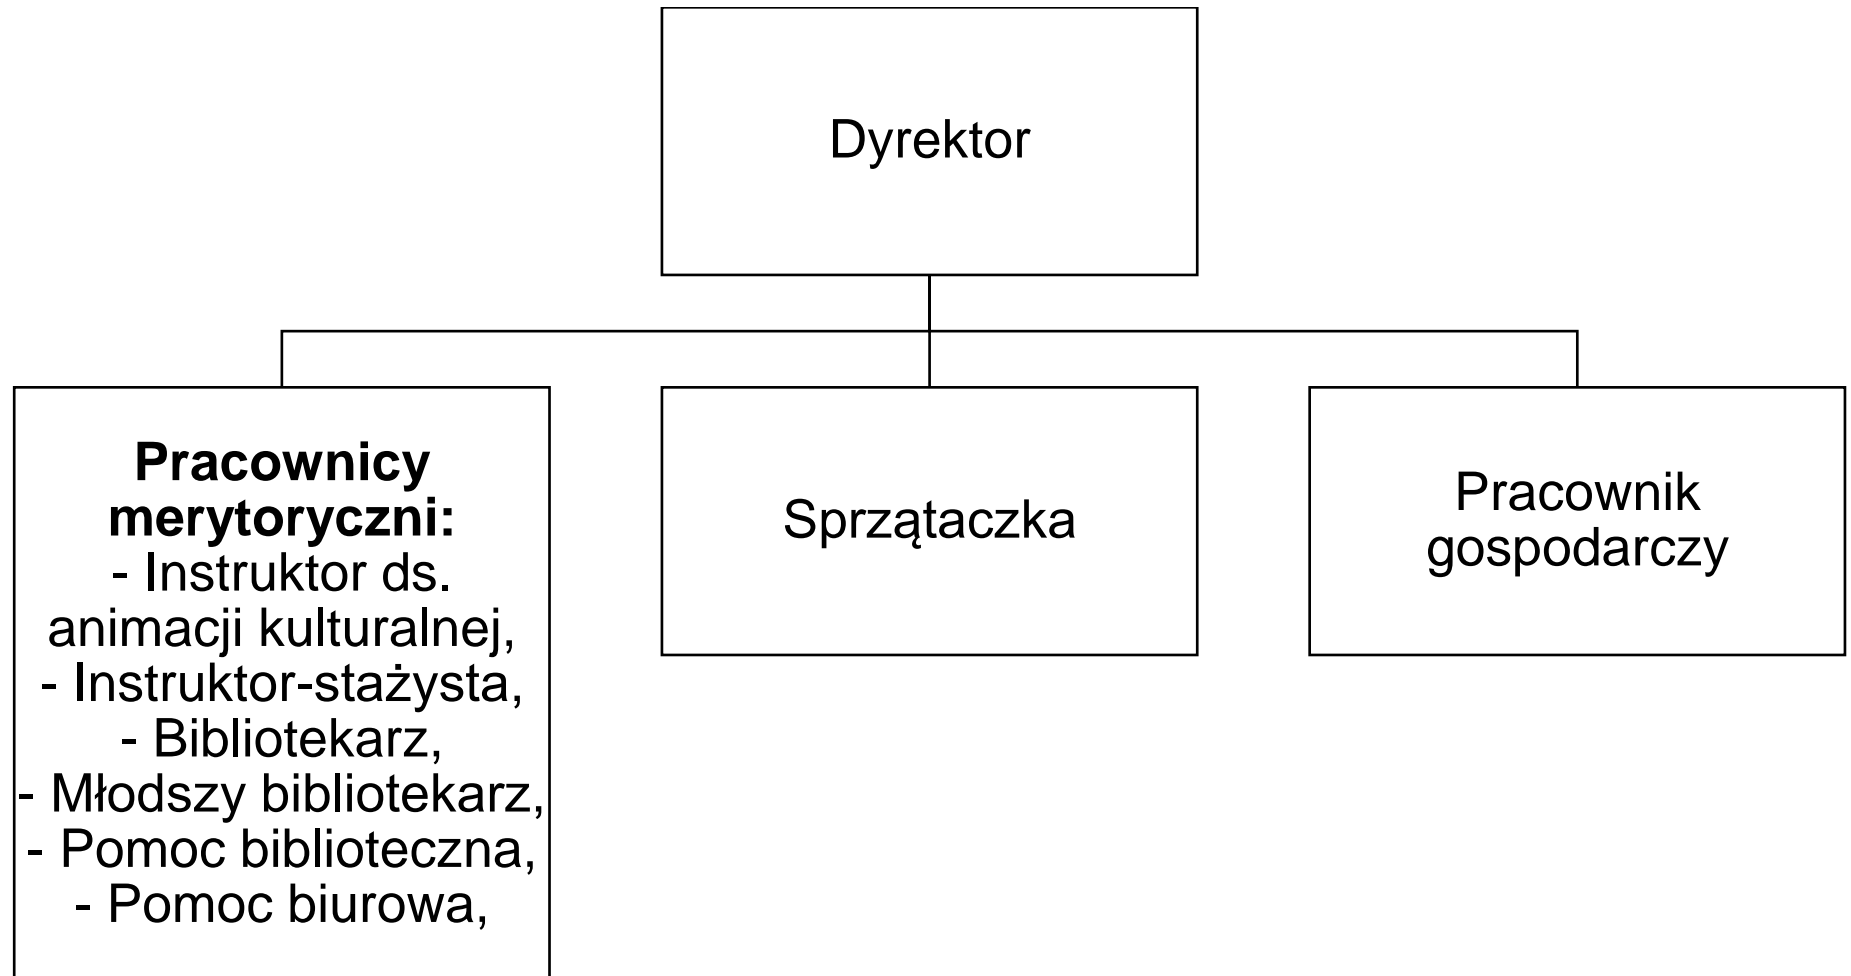 Dyrektor
Pracownicy
merytoryczni:
- Instruktor ds.
animacji kulturalnej,
- Instruktor-stażysta,
- Bibliotekarz,
- Młodszy bibliotekarz,
- Pomoc biblioteczna,
- Pomoc biurowa,
Sprzątaczka
Pracownik
gospodarczy